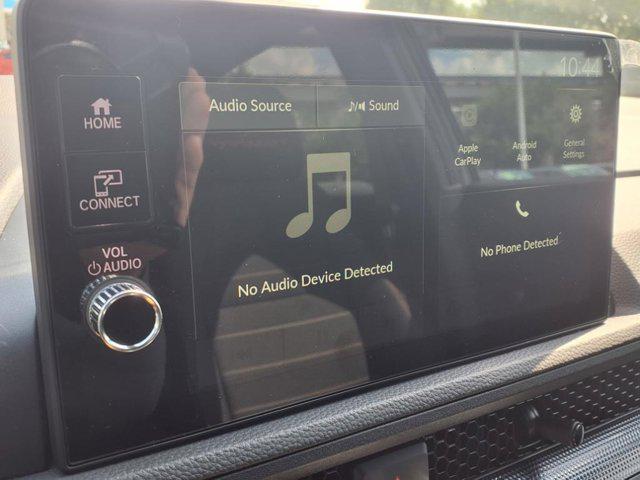 10:44
HOME
CONNECT
VOL
AUDIO
Audio Source
Sound
No Audio Device Detected
Apple
CarPlay
Android
Auto
General
Settings
No Phone Detected